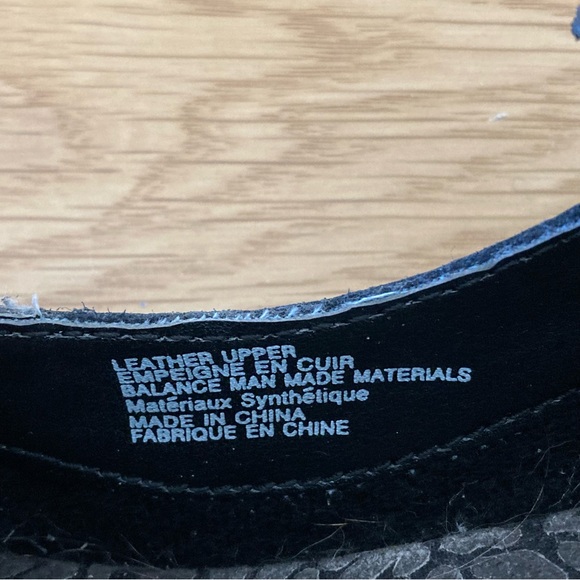 LEATHER UPPER
EMPEIGNE EN CUIR
BALANCE MAN MADE MATERIALS
Matériaux Synthétique
MADE IN CHINA
FABRIQUE EN CHINE